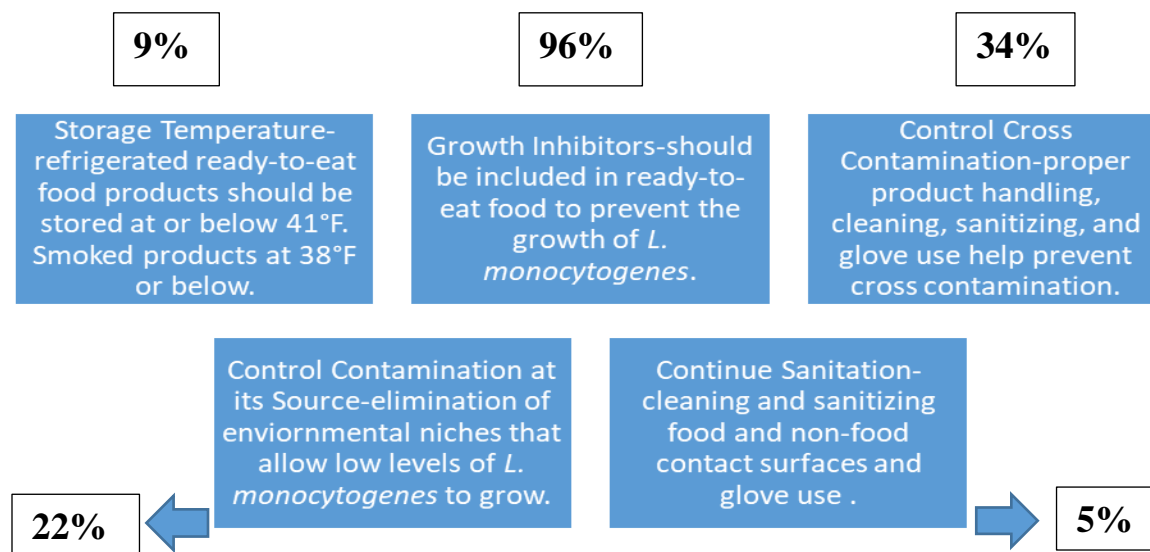 9%
96%
34%
Storage Temperature-
refrigerated ready-to-eat
food products should be
stored at or below 41°F.
Smoked products at 38°F
or below.
Growth Inhibitors-should
be included in ready-to-
eat food to prevent the
growth of L.
monocytogenes.
Control Cross
Contamination-proper
product handling,
cleaning, sanitizing, and
glove use help prevent
cross contamination.
Control Contamination at
its Source-elimination of
enviornmental niches that
allow low levels of L.
monocytogenes to grow.
Continue Sanitation-
cleaning and sanitizing
food and non-food
contact surfaces and
glove use .
22%
5%